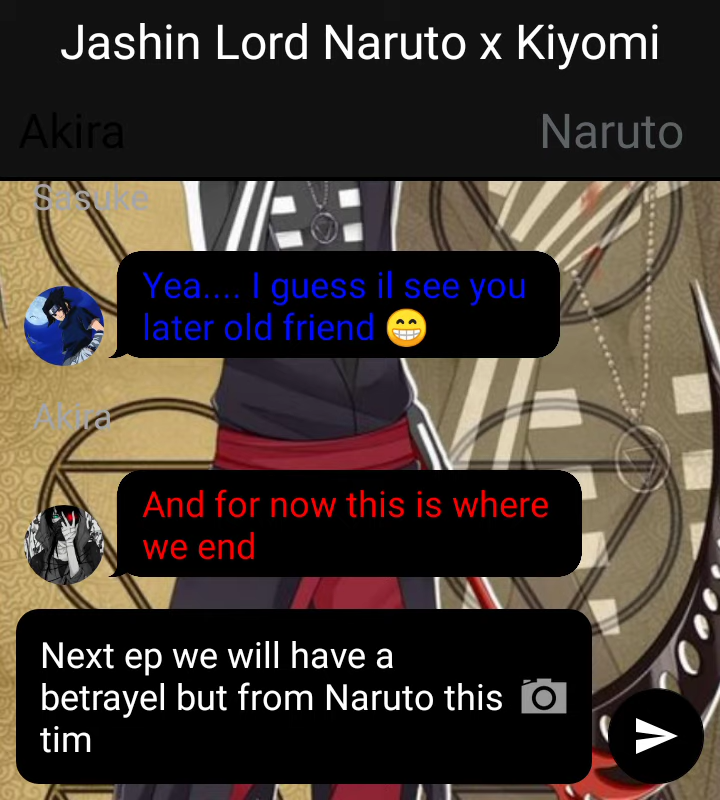 Jashin Lord Naruto x Kiyomi
Akira
Naruto
Sasuke
Yea.... I guess il see you
later old friend 😁
Akira
And for now this is where
we end
Next ep we will have a
betrayel but from Naruto this
tim